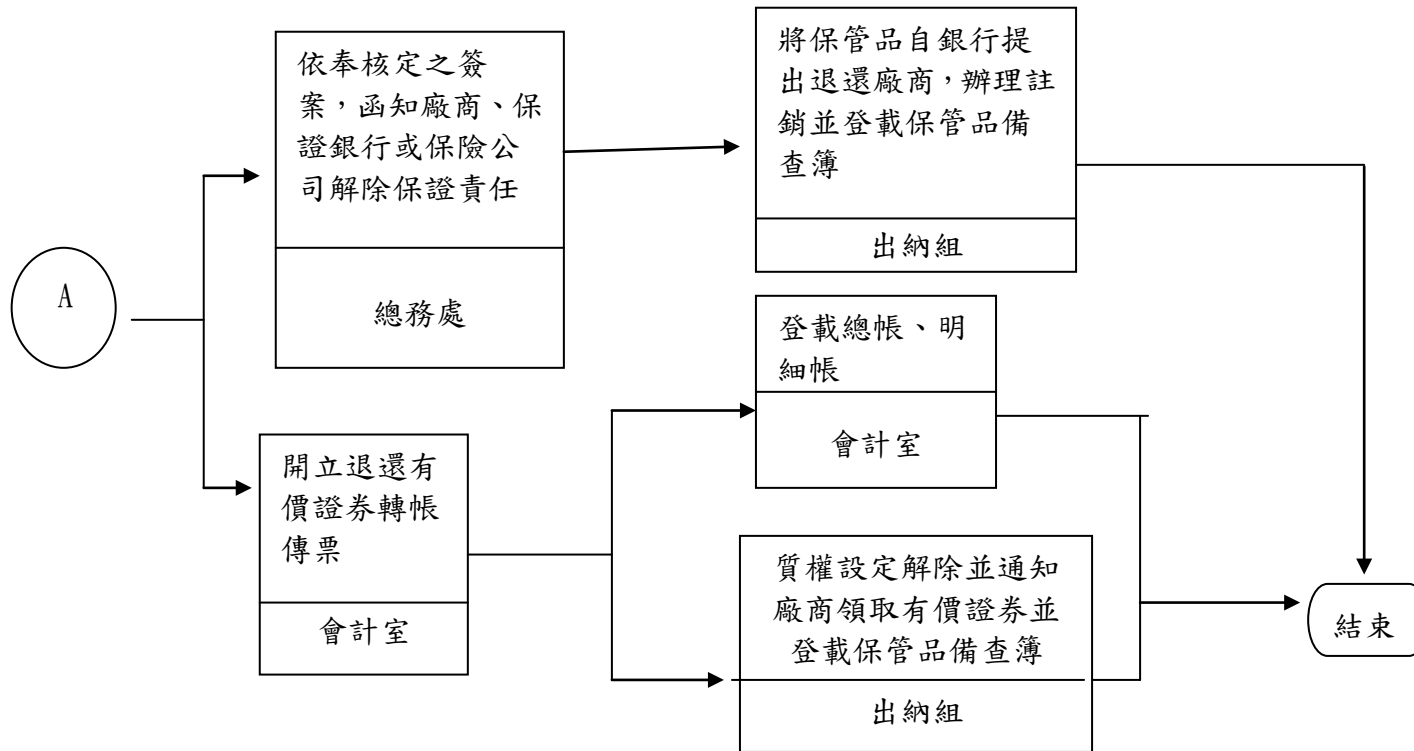 A
依奉核定之簽
案，函知廠商、保
證銀行或保險公
司解除保證責任
總務處
將保管品自銀行提
出退還廠商，辦理註
銷並登載保管品備
查簿
出納組
開立退還有
價證券轉帳
傳票
會計室
登載總帳、明
細帳
會計室
質權設定解除並通知
廠商領取有價證券並
登載保管品備查簿
出納組
結束